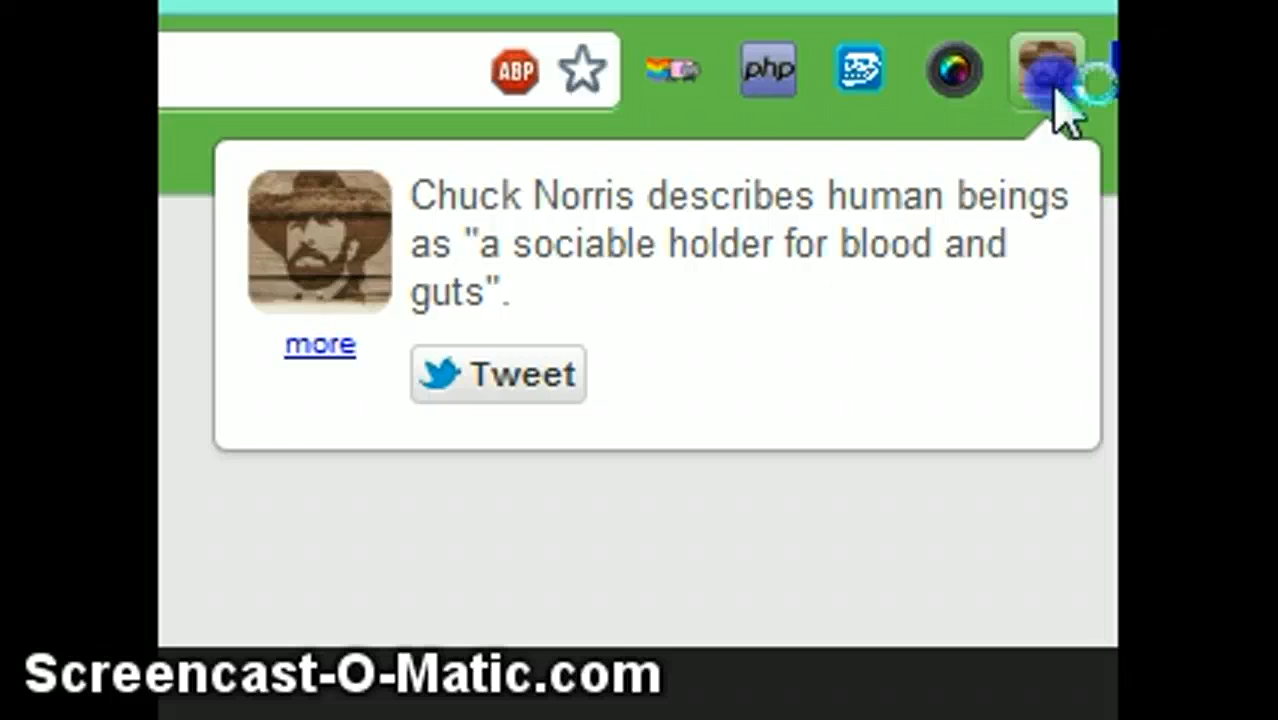 ABP
php
Chuck Norris describes human beings
as "a sociable holder for blood and
guts".
more
Tweet
Screencast-O-Matic.com